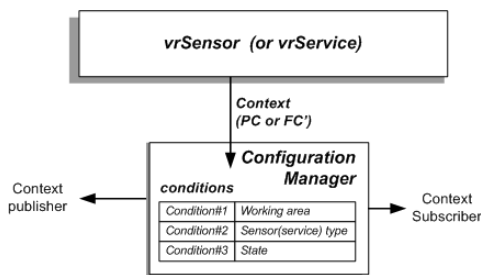 vrSensor (or vrService)
Context
(PC or FC')
Configuration
Manager
conditions
Condition#1 Working area
Condition#2 Sensor(service) type
Condition#3 State
Context
publisher
Context
Subscriber